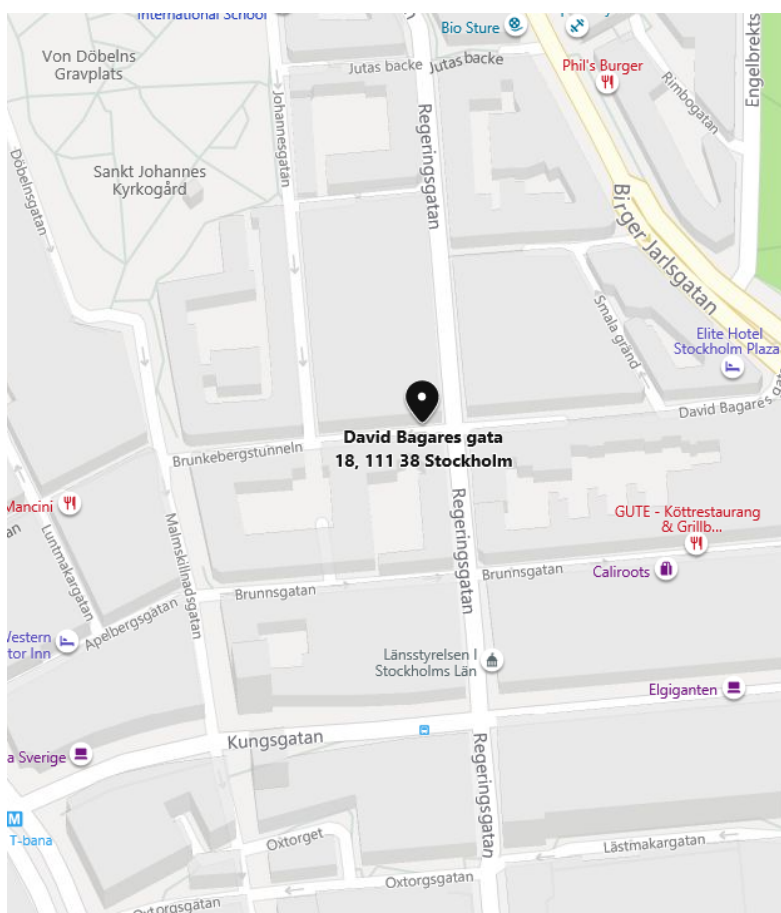 International School
Bio Sture
Von Döbelns
Gravplats
Jutas backe
Jutas backe
Phil's Burger
Engelbrekts
Rimbogatan
Johannesgatan
Regeringsgatan
Döbelnsgatan
Sankt Johannes
Kyrkogård
Birger Jarlsgatan
Smala gränd
Elite Hotel
Stockholm Plaza
David Bagares gata
David Bagares gata
18, 111 38 Stockholm
Brunkebergstunneln
Mancini
an
Luntmakargatan
Malmskillnadsgatan
Regeringsgatan
GUTE - Köttrestaurang
& Grillb...
Caliroots
Brunnsgatan
Brunnsgatan
Apelbergsgatan
Western
tor Inn
Länsstyrelsen I
Stockholms Län
Elgiganten
Kungsgatan
a Sverige
Regeringsgatan
M
T-bana
Oxtorget
Lästmakargatan
Oxtorgsgatan
Oxtorgsgatan